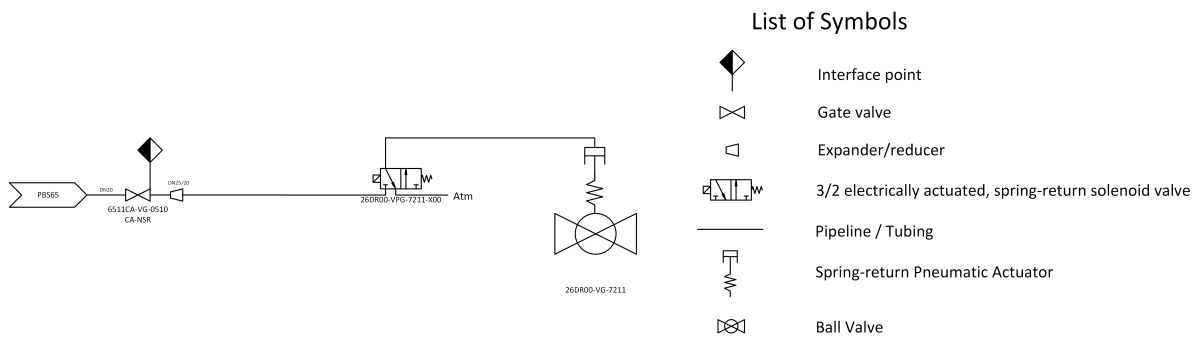 List of Symbols
Interface point
Gate valve
Expander/reducer
3/2 electrically actuated, spring-return solenoid valve
Pipeline / Tubing
Spring-return Pneumatic Actuator
Ball Valve
PBS65
DN20
DN25/20
6511CA-VG-0510
CA-NSR
26DR00-VPG-7211-X00
Atm
26DR00-VG-7211